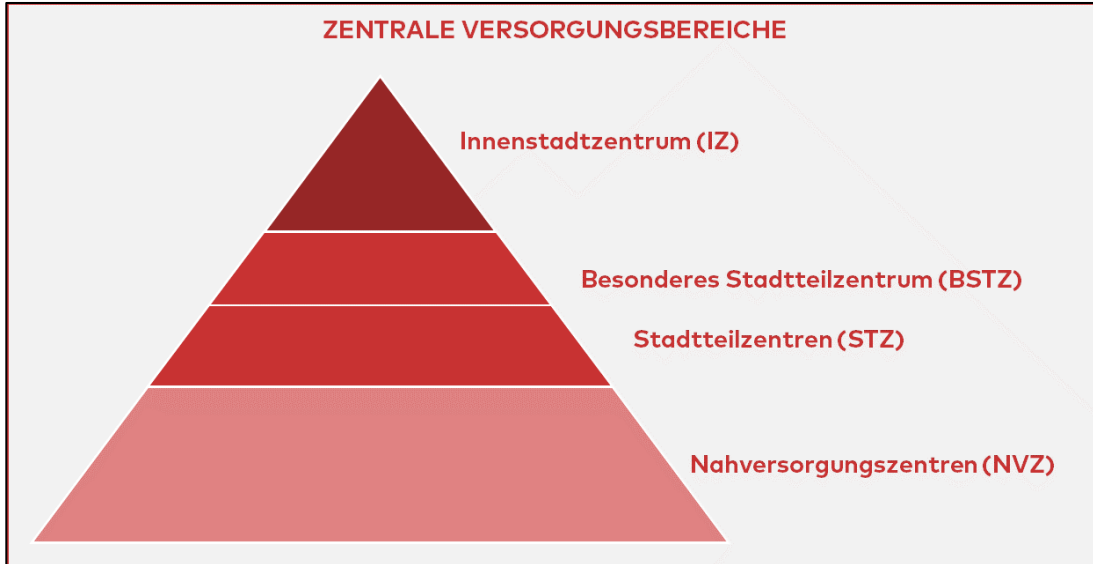 ZENTRALE VERSORGUNGSBEREICHE
Innenstadtzentrum (IZ)
Besonderes Stadtteilzentrum (BSTZ)
Stadtteilzentren (STZ)
Nahversorgungszentren (NVZ)